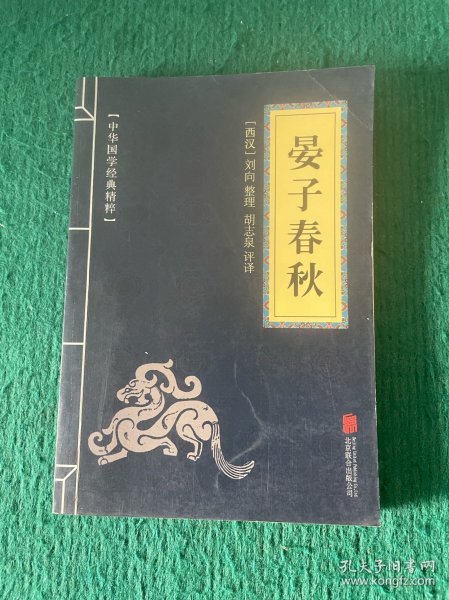 晏子春秋
[西汉]刘向 整理 胡志泉 评译
【中华国学经典精粹】
北京联合出版公司
孔夫子旧书网
www.kongfz.com